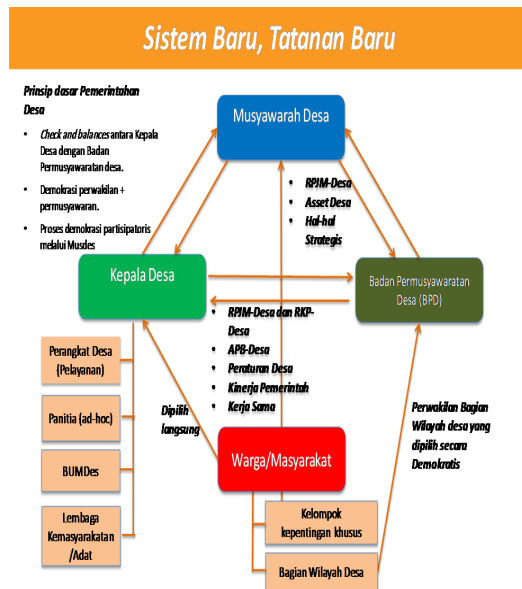 Sistem Baru, Tatanan Baru
Prinsip dasar Pemerintahan
Desa
• Check and balances antara Kepala
Desa dengan Badan
Permusyawaratan desa.
• Demokrasi perwakilan +
permusyawaran.
• Proses demokrasi partisipatoris
melalui Musdes
Musyawarah Desa
• RPJM-Desa
• Asset Desa
• Hal-hal
Strategis
Kepala Desa
Badan Permusyawaratan
Desa (BPD)
• RPJM-Desa dan RKP-
Desa
• APB-Desa
• Peraturan Desa
• Kinerja Pemerintah
• Kerja Sama
Perangkat Desa
(Pelayanan)
Panitia (ad-hoc)
BUMDes
Lembaga
Kemasyarakatan
/Adat
Dipilih
langsung
Warga/Masyarakat
Perwakilan Bagian
Wilayah desa yang
dipilih secara
Demokratis
Kelompok
kepentingan khusus
Bagian Wilayah Desa